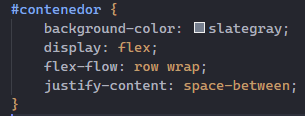 #contenedor {
    background-color: slategray;
    display: flex;
    flex-flow: row wrap;
    justify-content: space-between;
}